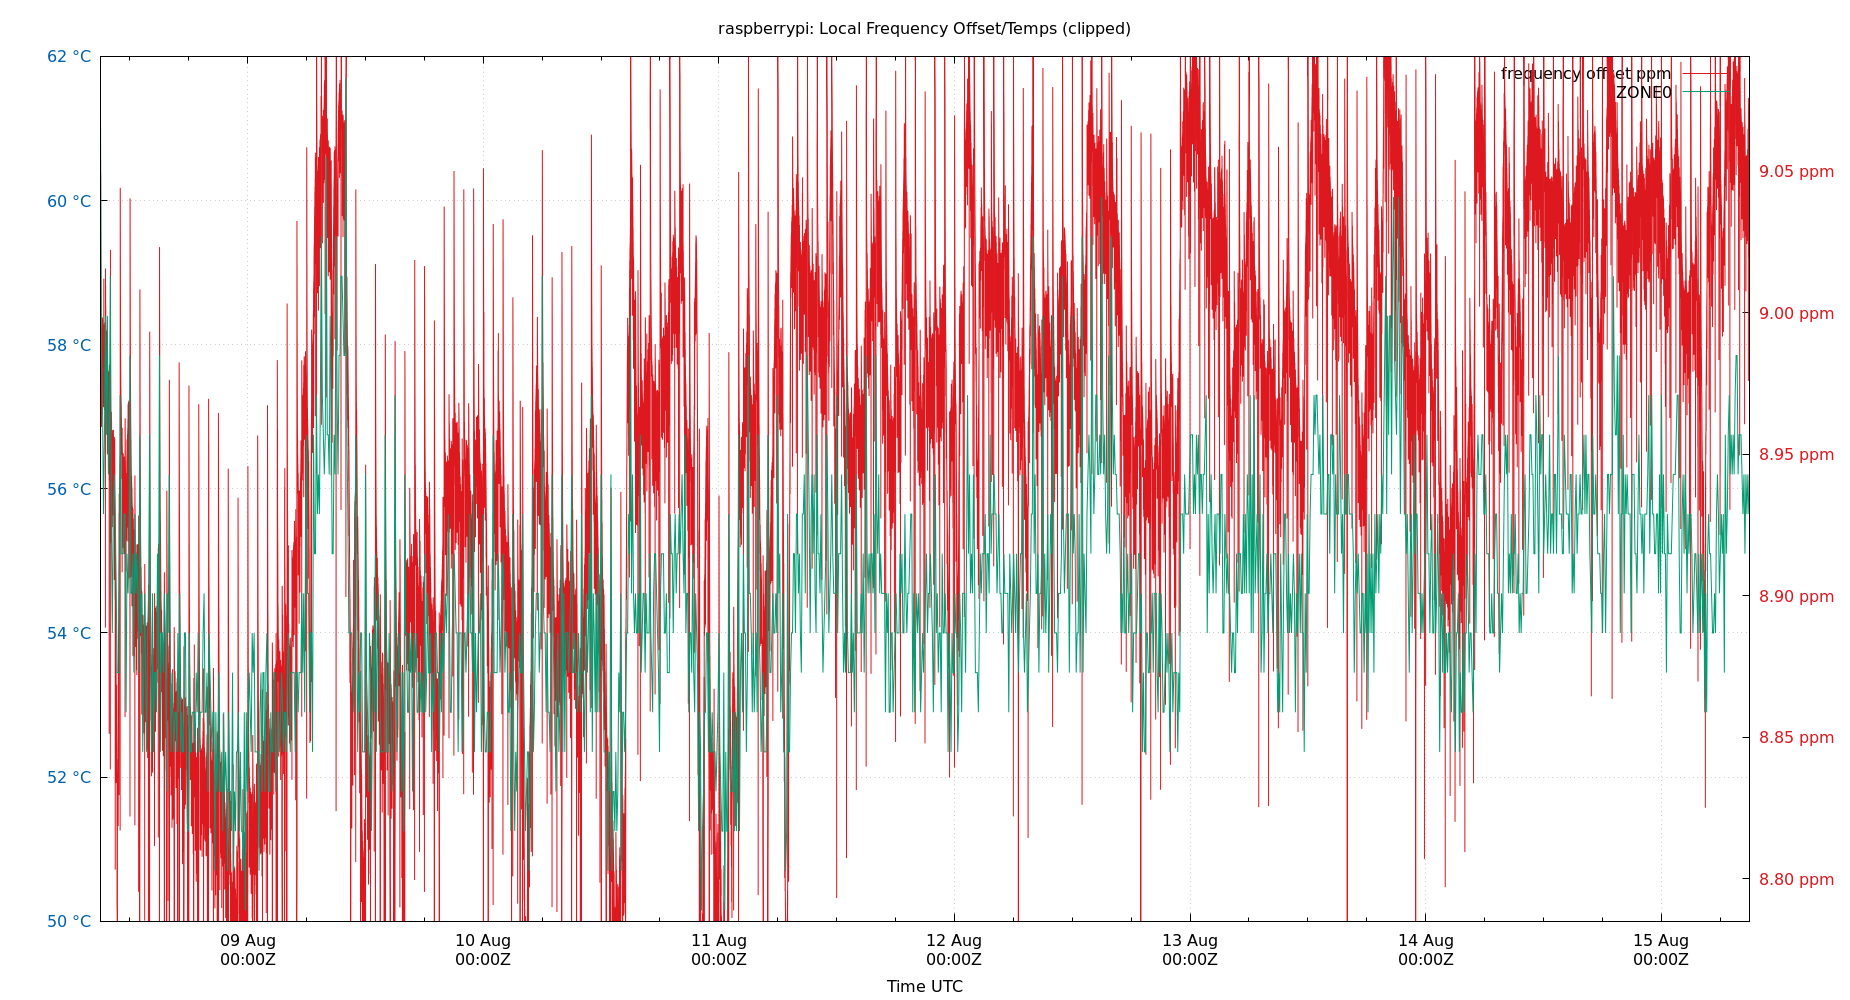 raspberrypi: Local Frequency Offset/Temps (clipped)
62 °C
60 °C
58 °C
56 °C
54 °C
52 °C
50 °C
frequency offset ppm
ZONE0
9.05 ppm
9.00 ppm
8.95 ppm
8.90 ppm
8.85 ppm
8.80 ppm
09 Aug
00:00Z
10 Aug
00:00Z
11 Aug
00:00Z
12 Aug
00:00Z
13 Aug
00:00Z
14 Aug
00:00Z
15 Aug
00:00Z
Time UTC